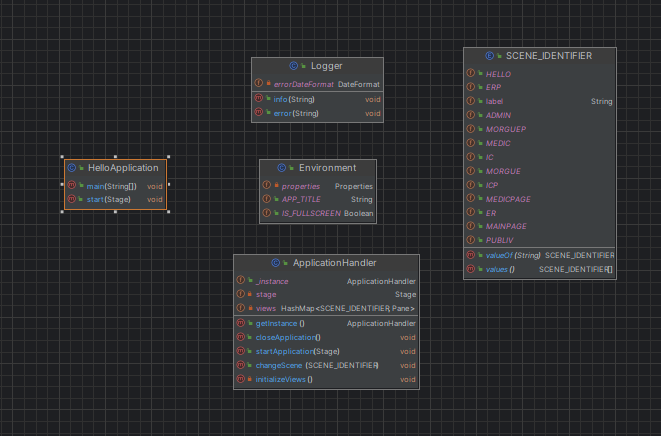 Logger
errorDateFormat DateFormat
info(String) void
error(String) void
SCENE_IDENTIFIER
HELLO
ERP
label String
ADMIN
MORGUEP
MEDIC
IC
MORGUE
ICP
MEDICPAGE
ER
MAINPAGE
PUBLIV
valueOf (String) SCENE_IDENTIFIER
values () SCENE_IDENTIFIER[]
HelloApplication
main(String[]) void
start(Stage) void
Environment
properties Properties
APP_TITLE String
IS_FULLSCREEN Boolean
ApplicationHandler
_instance ApplicationHandler
stage Stage
views HashMap<SCENE_IDENTIFIER, Pane>
getInstance () ApplicationHandler
closeApplication() void
startApplication(Stage) void
changeScene (SCENE_IDENTIFIER) void
initializeViews () void